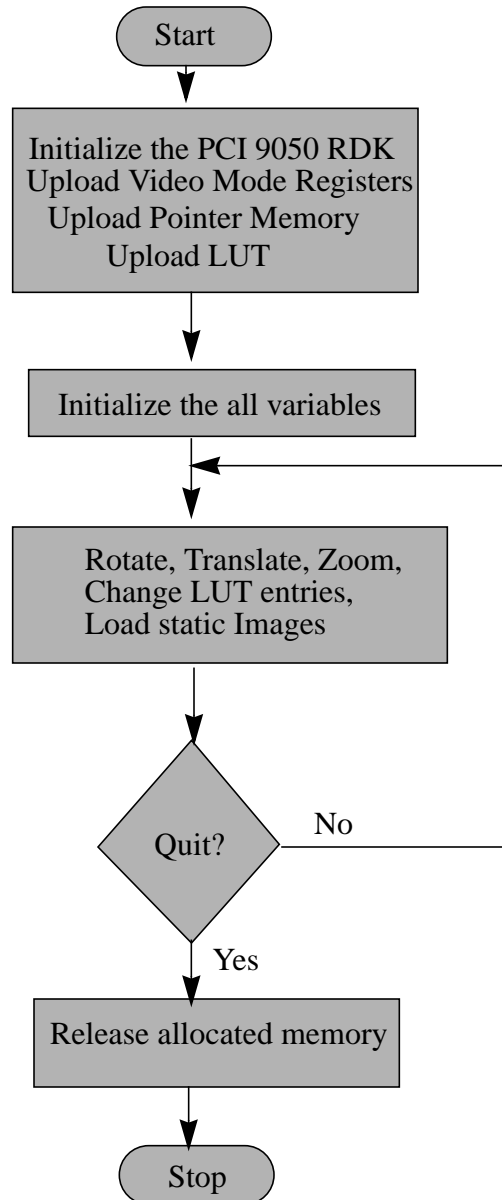 Start
Initialize the PCI 9050 RDK
Upload Video Mode Registers
Upload Pointer Memory
Upload LUT
Initialize the all variables
Rotate, Translate, Zoom,
Change LUT entries,
Load static Images
Quit?
No
Yes
Release allocated memory
Stop